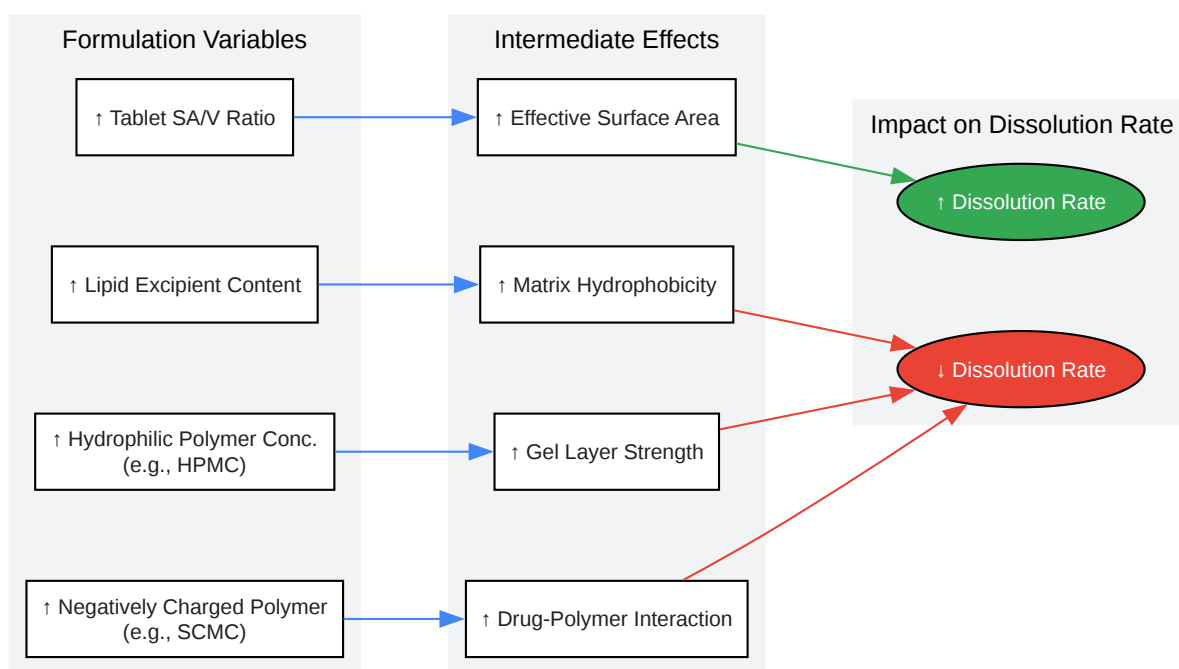 Formulation Variables
Intermediate Effects
Impact on Dissolution Rate
↑ Tablet SA/V Ratio
↑ Effective Surface Area
↑ Dissolution Rate
↑ Lipid Excipient Content
↑ Matrix Hydrophobicity
↓ Dissolution Rate
↑ Hydrophilic Polymer Conc.
(e.g., HPMC)
↑ Gel Layer Strength
↑ Negatively Charged Polymer
(e.g., SCMC)
↑ Drug-Polymer Interaction